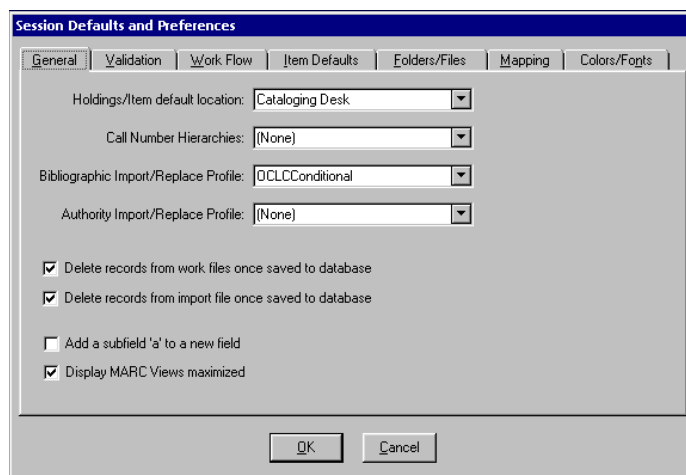 Session Defaults and Preferences
General Validation Work Flow Item Defaults Folders/Files Mapping Colors/Fonts
Holdings/Item default location: Cataloging Desk
Call Number Hierarchies: (None)
Bibliographic Import/Replace Profile: OCLCConditional
Authority Import/Replace Profile: (None)
Delete records from work files once saved to database
Delete records from import file once saved to database
Add a subfield 'a' to a new field
Display MARC Views maximized
OK Cancel